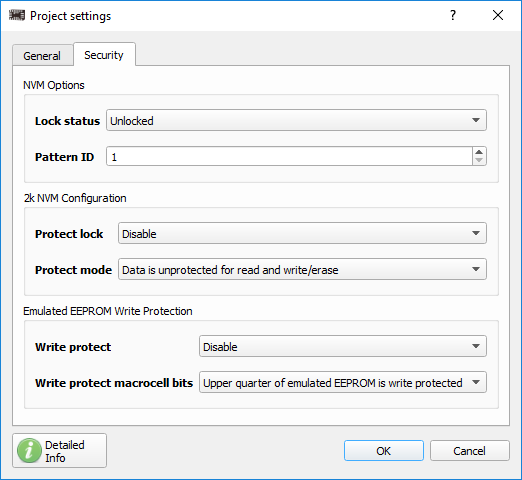 Project settings
?
General
Security
NVM Options
Lock status
Unlocked
Pattern ID
1
2k NVM Configuration
Protect lock
Disable
Protect mode
Data is unprotected for read and write/erase
Emulated EEPROM Write Protection
Write protect
Disable
Write protect macrocell bits
Upper quarter of emulated EEPROM is write protected
Detailed
Info
OK
Cancel